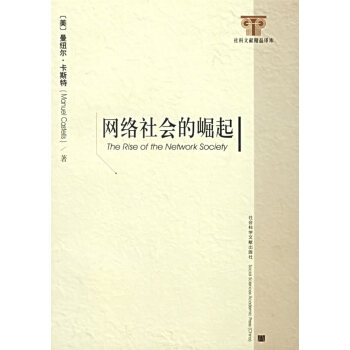 社科文献精品译库
[美] 曼纽尔·卡斯特 (Manuel Castells) / 著
网络社会的崛起
The Rise of the Network Society
社会科学文献出版社
Social Sciences Academic Press (China)